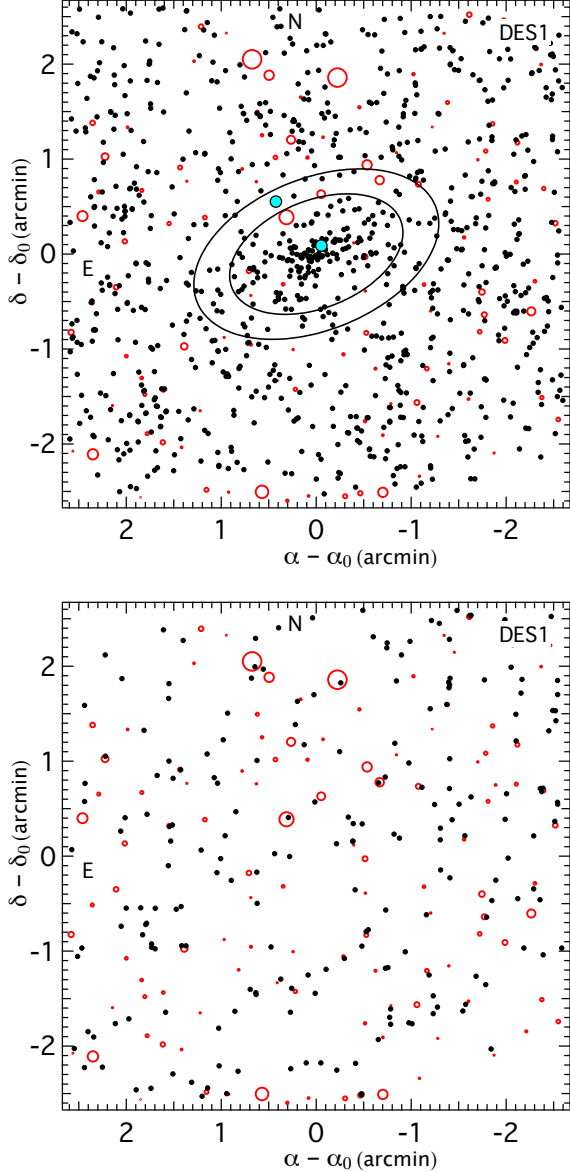 N DES1
2
1
0
E
-1
-2
δ − δ0 (arcmin)
2 1 0 -1 -2
α − α0 (arcmin)
N DES1
2
1
0
E
-1
-2
δ − δ0 (arcmin)
2 1 0 -1 -2
α − α0 (arcmin)